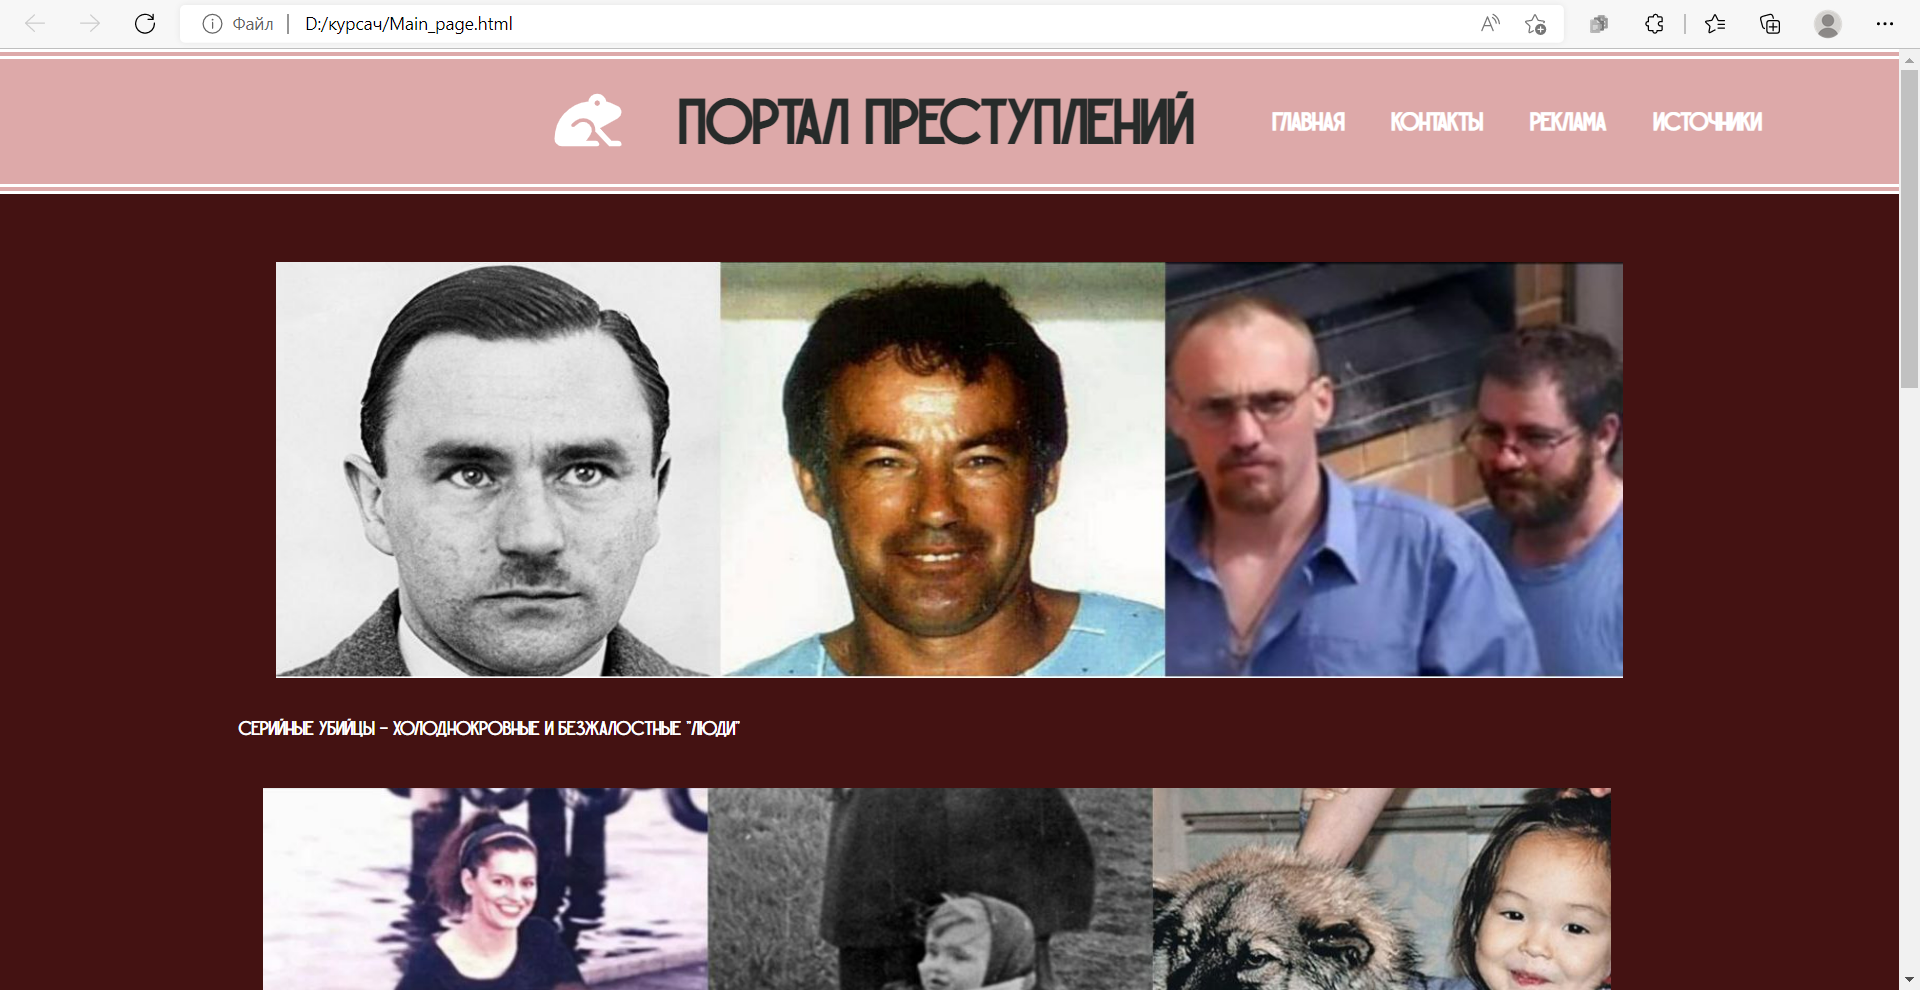 Файл
D:/курсач/Main_page.html
ПОРТАЛ ПРЕСТУПЛЕНИЙ
ГЛАВНАЯ
КОНТАКТЫ
РЕКЛАМА
ИСТОЧНИКИ
СЕРИЙНЫЕ УБИЙЦЫ - ХОЛОДНОКРОВНЫЕ И БЕЗЖАЛОСТНЫЕ "ЛЮДИ"